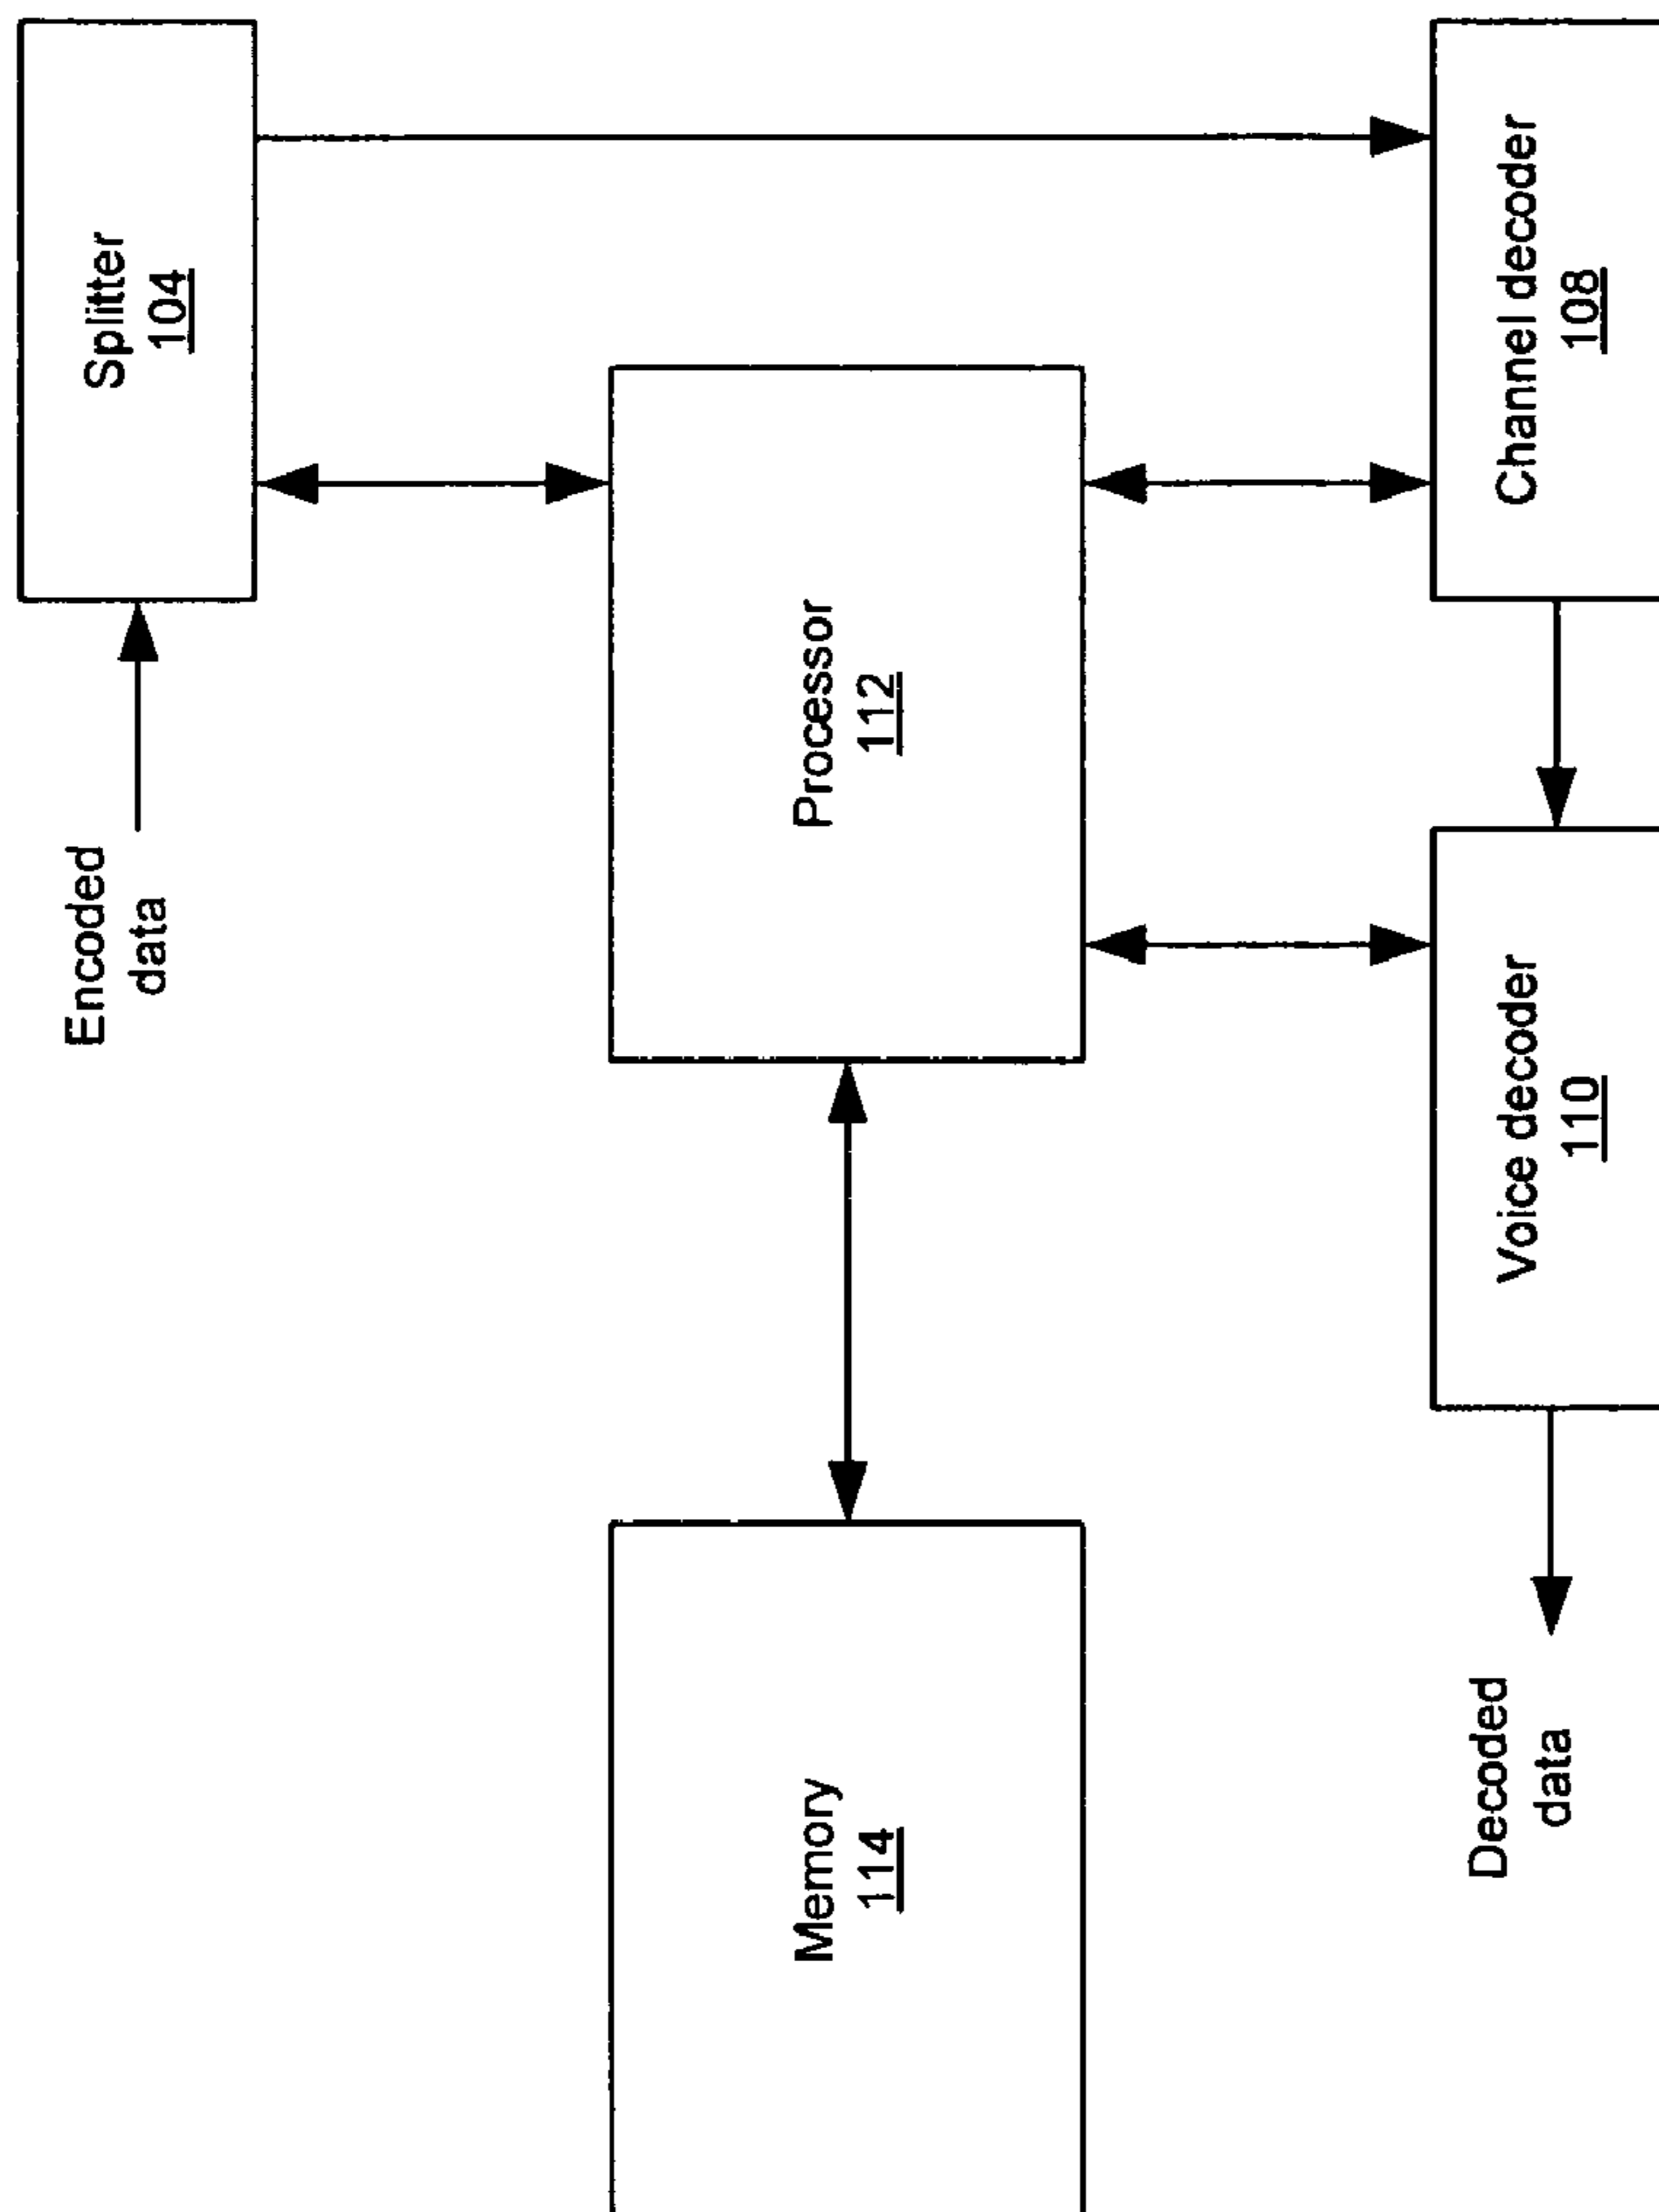 Encoded
data
Splitter
104
Memory
114
Processor
112
Decoded
data
Voice decoder
110
Channel decoder
108